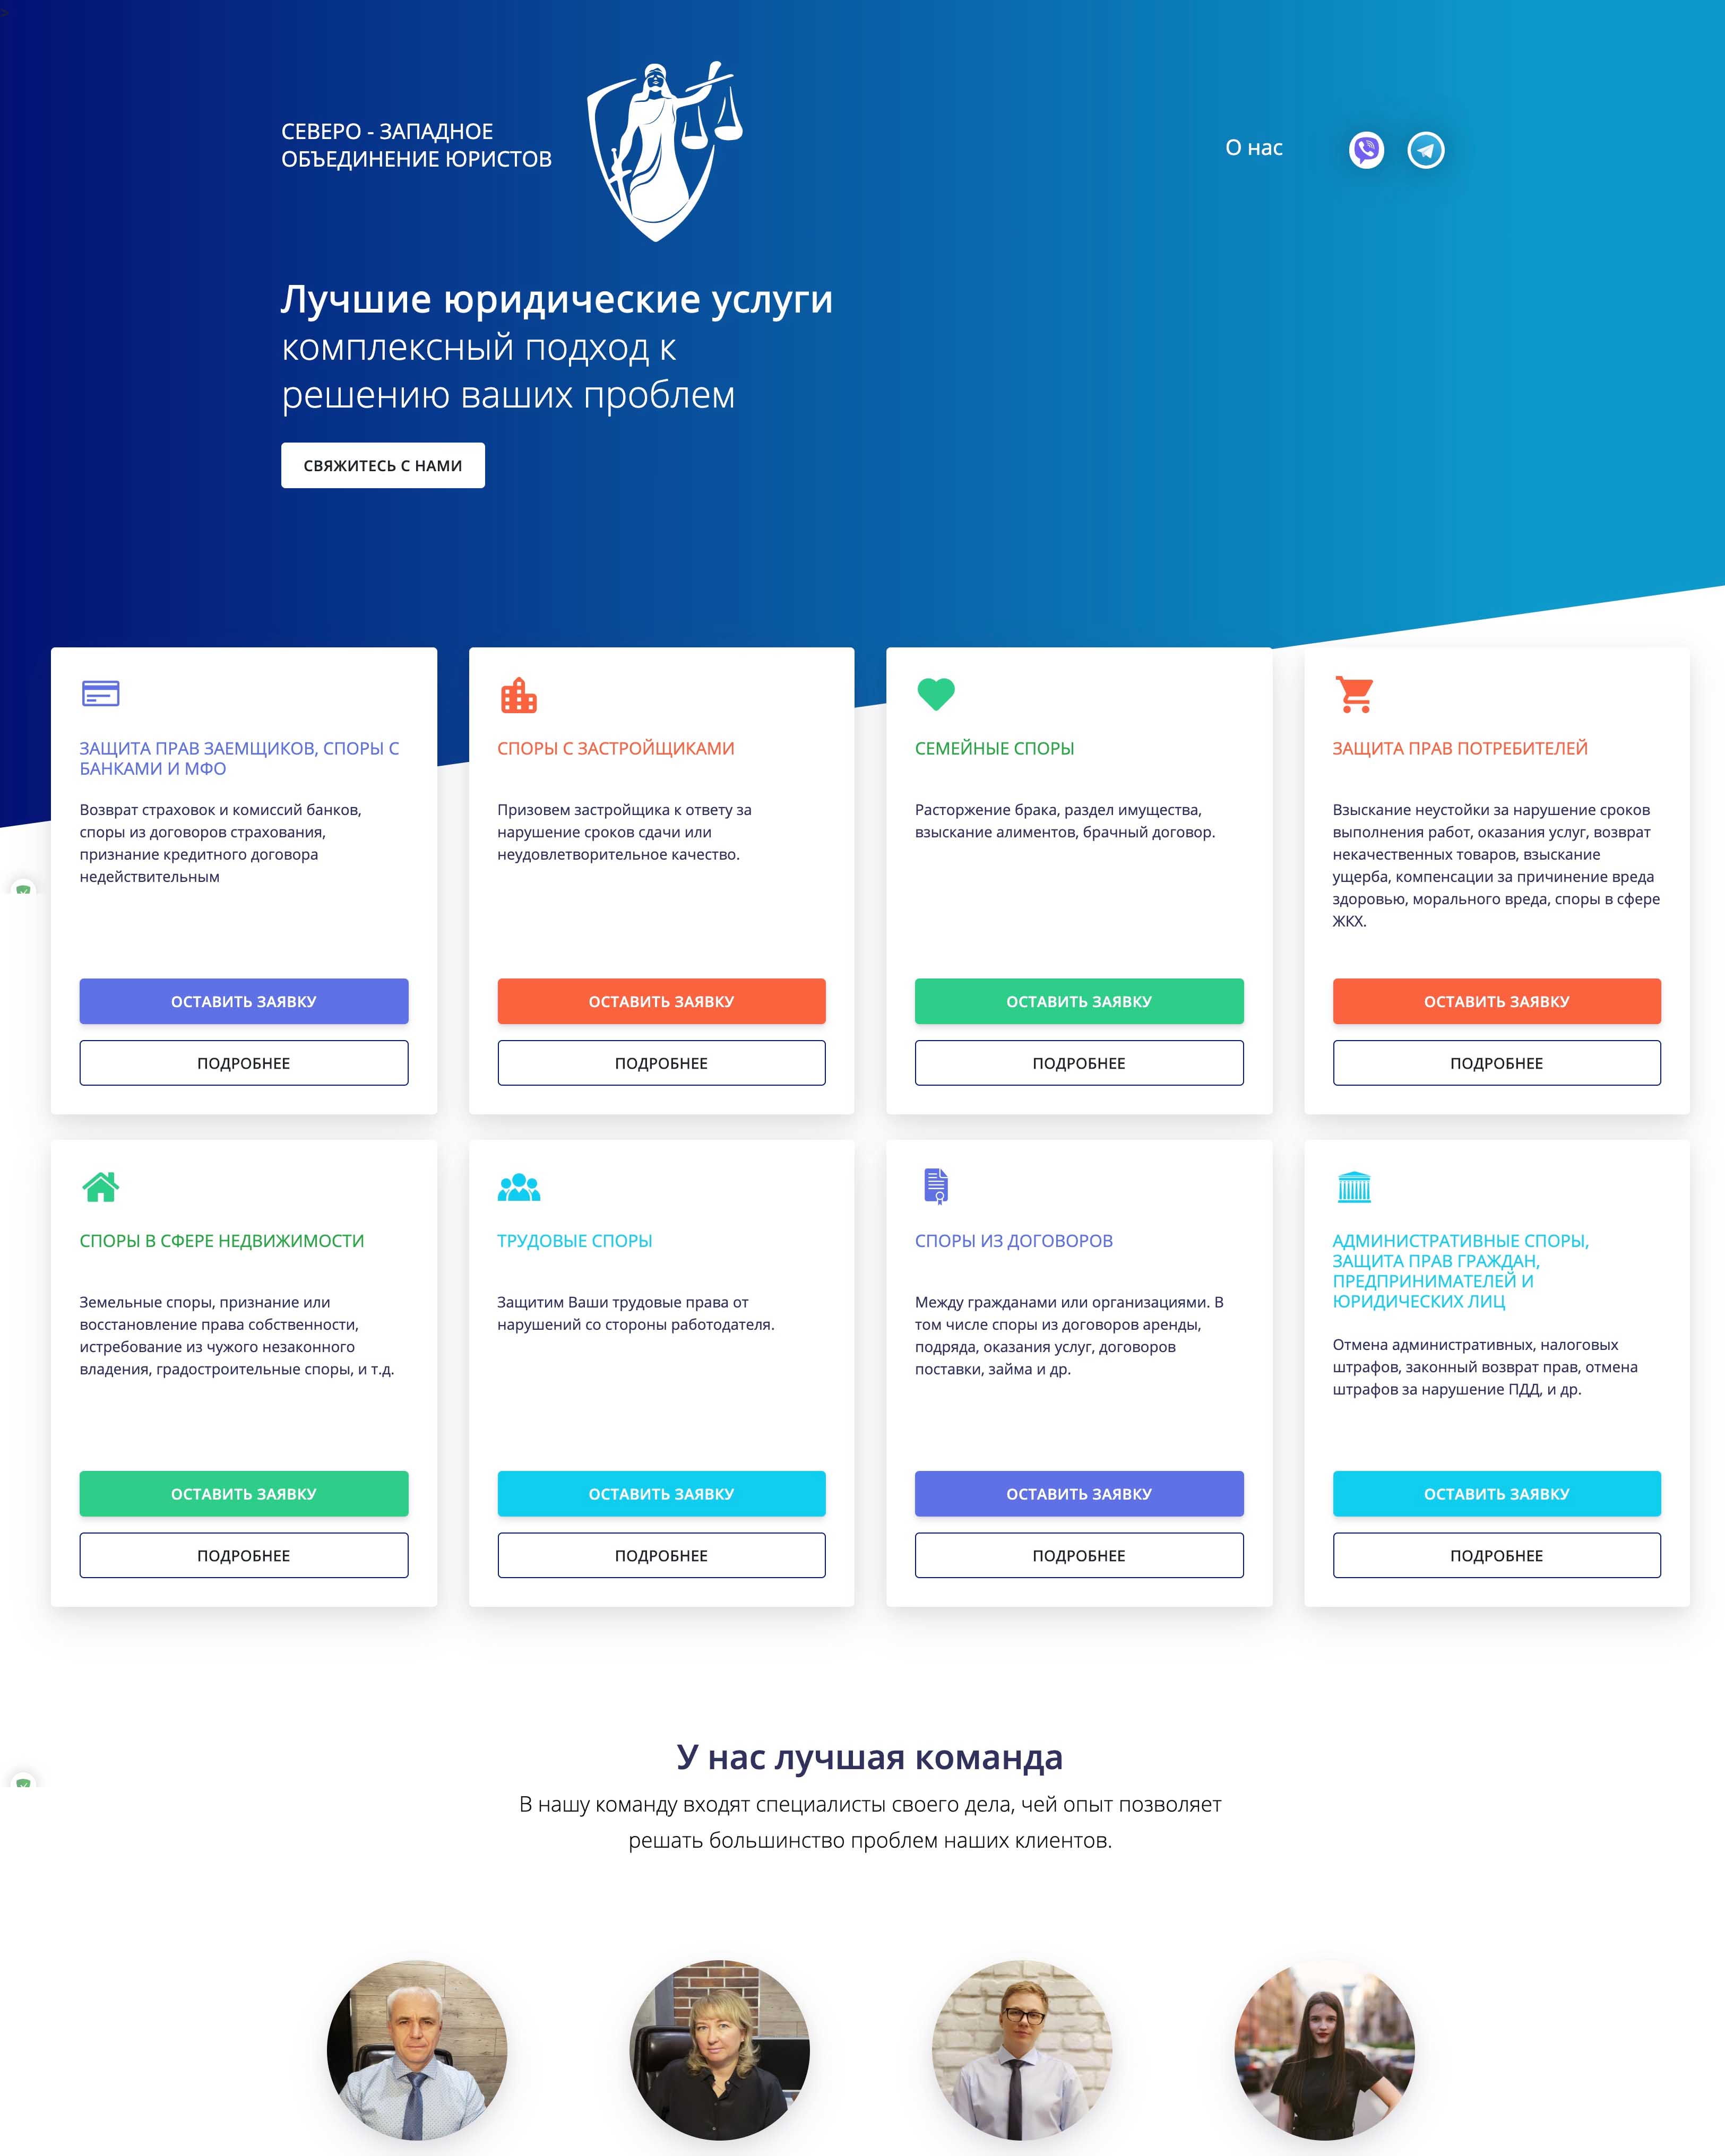 СЕВЕРО - ЗАПАДНОЕ
ОБЪЕДИНЕНИЕ ЮРИСТОВ
О нас
Лучшие юридические услуги
комплексный подход к
решению ваших проблем
СВЯЖИТЕСЬ С НАМИ
ЗАЩИТА ПРАВ ЗАЕМЩИКОВ, СПОРЫ С
БАНКАМИ И МФО
Возврат страховок и комиссий банков,
споры из договоров страхования,
признание кредитного договора
недействительным
ОСТАВИТЬ ЗАЯВКУ
ПОДРОБНЕЕ
СПОРЫ С ЗАСТРОЙЩИКАМИ
Призовем застройщика к ответу за
нарушение сроков сдачи или
неудовлетворительное качество.
ОСТАВИТЬ ЗАЯВКУ
ПОДРОБНЕЕ
СЕМЕЙНЫЕ СПОРЫ
Расторжение брака, раздел имущества,
взыскание алиментов, брачный договор.
ОСТАВИТЬ ЗАЯВКУ
ПОДРОБНЕЕ
ЗАЩИТА ПРАВ ПОТРЕБИТЕЛЕЙ
Взыскание неустойки за нарушение сроков
выполнения работ, оказания услуг, возврат
некачественных товаров, взыскание
ущерба, компенсации за причинение вреда
здоровью, морального вреда, споры в сфере
ЖКХ.
ОСТАВИТЬ ЗАЯВКУ
ПОДРОБНЕЕ
СПОРЫ В СФЕРЕ НЕДВИЖИМОСТИ
Земельные споры, признание или
восстановление права собственности,
истребование из чужого незаконного
владения, градостроительные споры, и т.д.
ОСТАВИТЬ ЗАЯВКУ
ПОДРОБНЕЕ
ТРУДОВЫЕ СПОРЫ
Защитим Ваши трудовые права от
нарушений со стороны работодателя.
ОСТАВИТЬ ЗАЯВКУ
ПОДРОБНЕЕ
СПОРЫ ИЗ ДОГОВОРОВ
Между гражданами или организациями. В
том числе споры из договоров аренды,
подряда, оказания услуг, договоров
поставки, займа и др.
ОСТАВИТЬ ЗАЯВКУ
ПОДРОБНЕЕ
АДМИНИСТРАТИВНЫЕ СПОРЫ,
ЗАЩИТА ПРАВ ГРАЖДАН,
ПРЕДПРИНИМАТЕЛЕЙ И
ЮРИДИЧЕСКИХ ЛИЦ
Отмена административных, налоговых
штрафов, законный возврат прав, отмена
штрафов за нарушение ПДД, и др.
ОСТАВИТЬ ЗАЯВКУ
ПОДРОБНЕЕ
У нас лучшая команда
В нашу команду входят специалисты своего дела, чей опыт позволяет
решать большинство проблем наших клиентов.